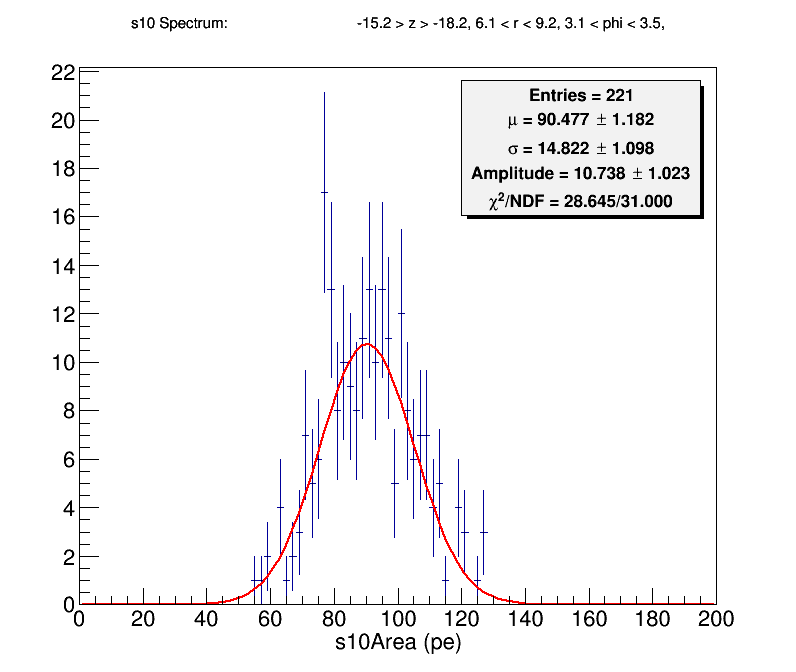 s10 Spectrum: -15.2 > z > -18.2, 6.1 < r < 9.2, 3.1 < phi < 3.5,
22
20
18
16
14
12
10
8
6
4
2
0
Entries = 221
μ = 90.477 ± 1.182
σ = 14.822 ± 1.098
Amplitude = 10.738 ± 1.023
χ²/NDF = 28.645/31.000
0 20 40 60 80 100 120 140 160 180 200
s10Area (pe)